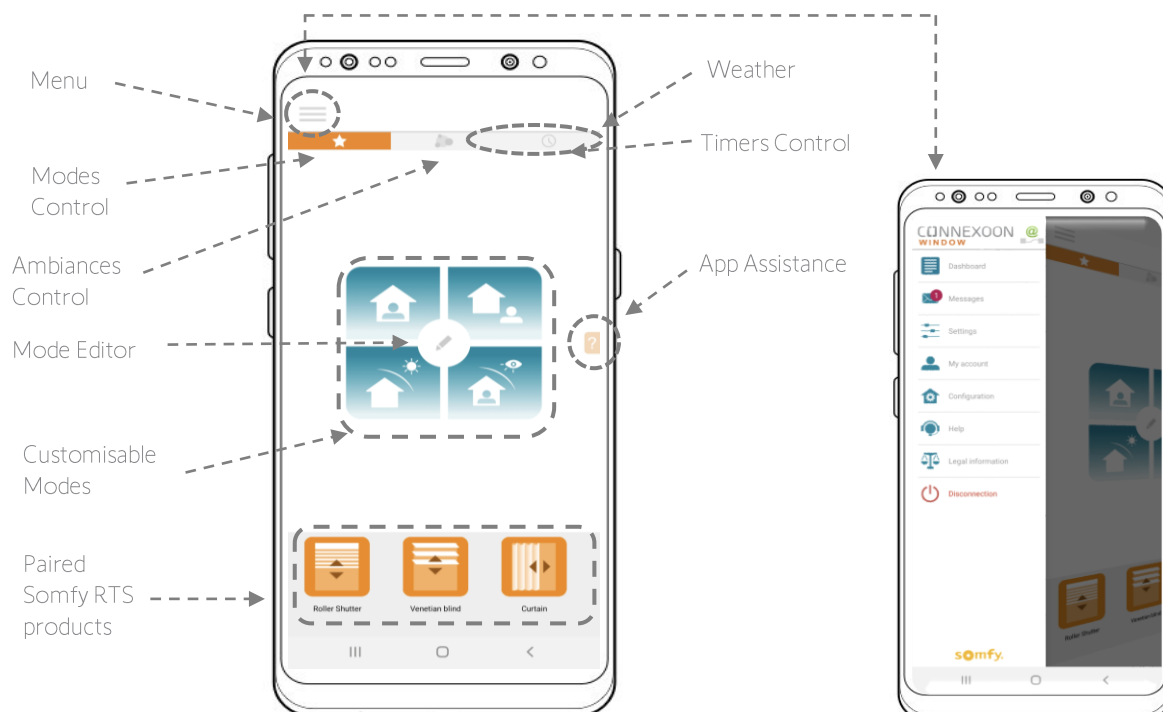 Menu
Modes
Control
Ambiances
Control
Mode Editor
Customisable
Modes
Paired
Somfy RTS
products
Weather
Timers Control
App Assistance
?
Roller Shutter
Venetian blind
Curtain
CONNEXOON
WINDOW
@
Dashboard
1
Messages
Settings
My account
Configuration
Help
Legal information
Disconnection
Roller Shutter
somfy.